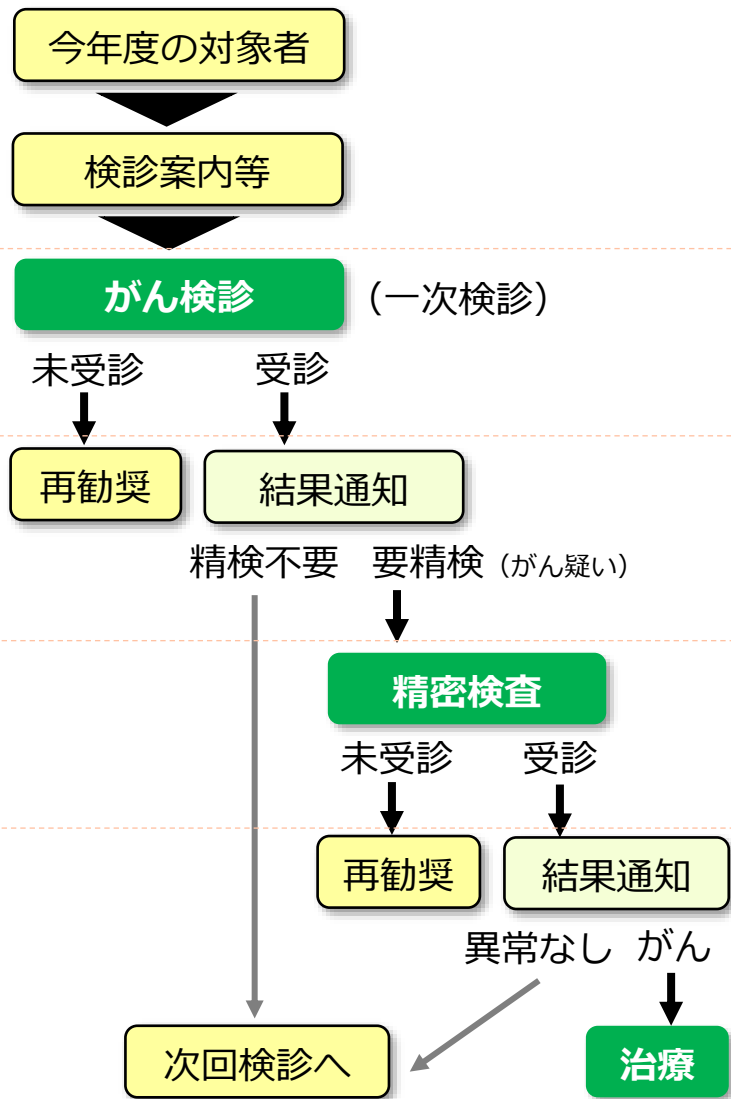 今年度の対象者
検診案内等
がん検診 (一次検診)
未受診 受診
再勧奨 結果通知
精検不要 要精検 (がん疑い)
精密検査
未受診 受診
再勧奨 結果通知
異常なし がん
次回検診へ 治療